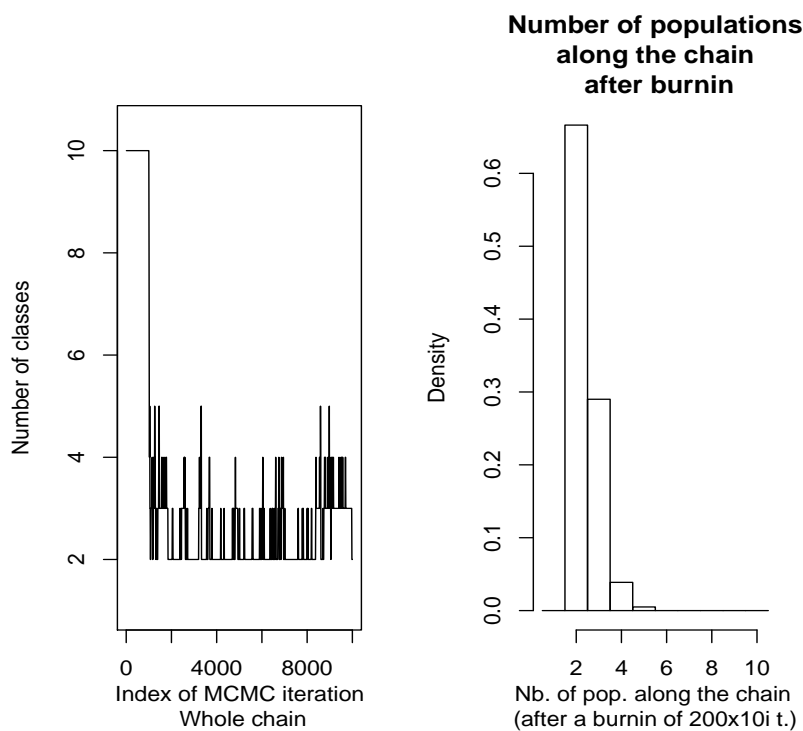 Number of classes
10
8
6
4
2
0
4000
8000
Index of MCMC iteration
Whole chain
Number of populations
along the chain
after burnin
Density
0.6
0.5
0.4
0.3
0.2
0.1
0.0
2
4
6
8
10
Nb. of pop. along the chain
(after a burnin of 200x10i t.)